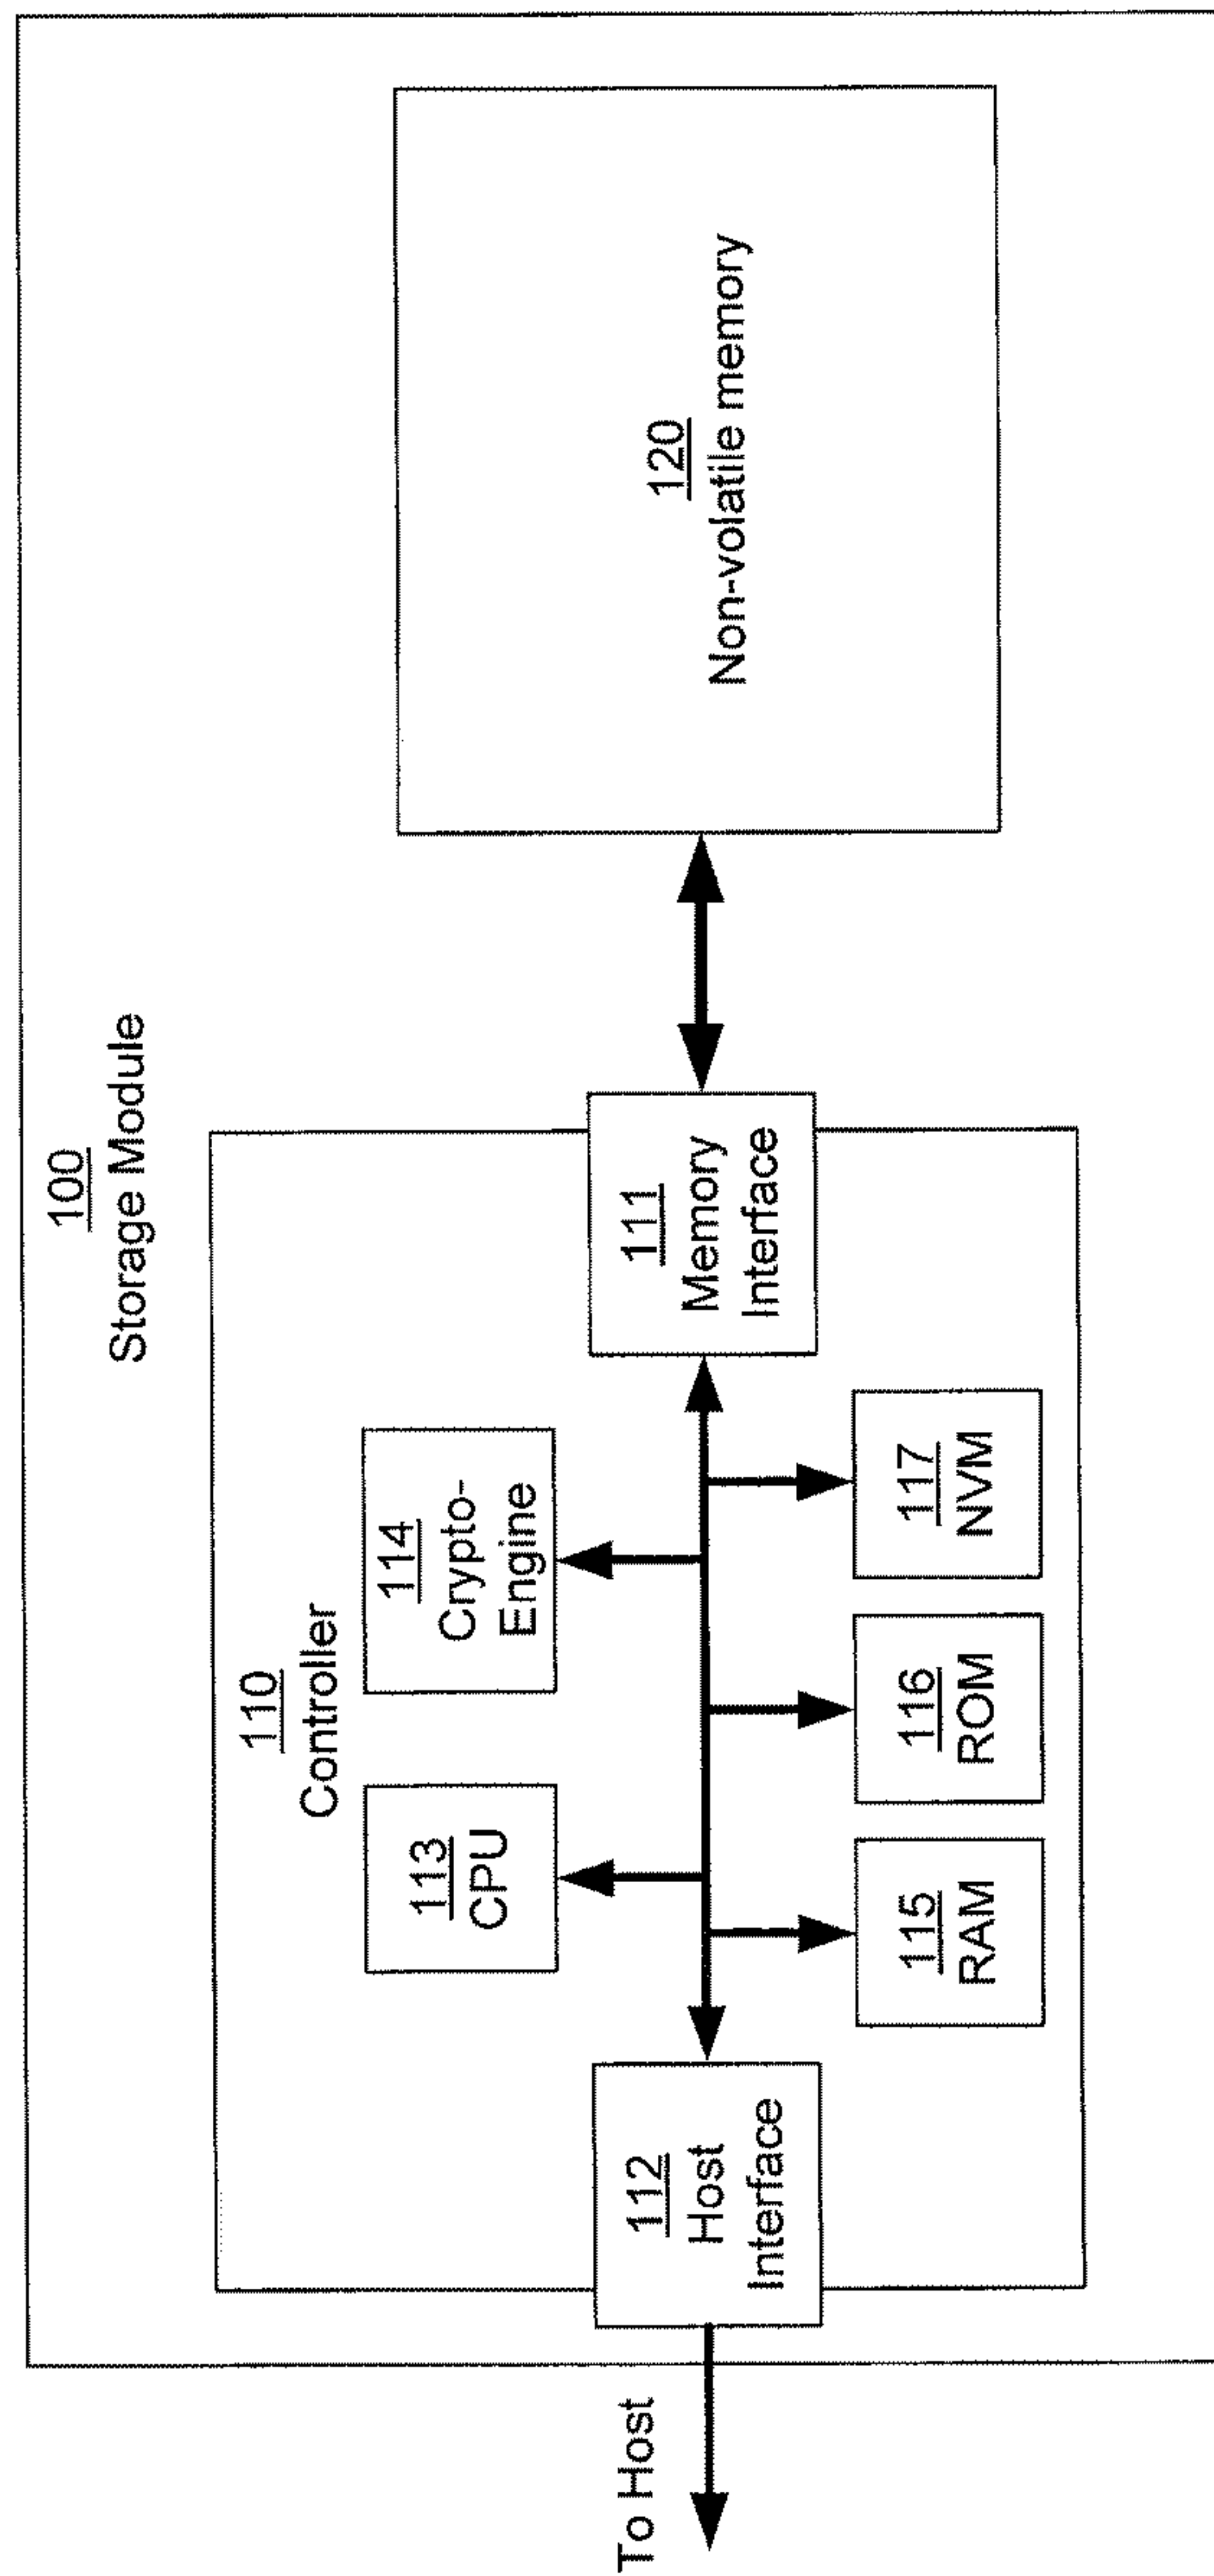 100
Storage Module
110
Controller
113
CPU
114
Crypto-
Engine
To Host
112
Host
Interface
111
Memory
Interface
120
Non-volatile memory
115
RAM
116
ROM
117
NVM